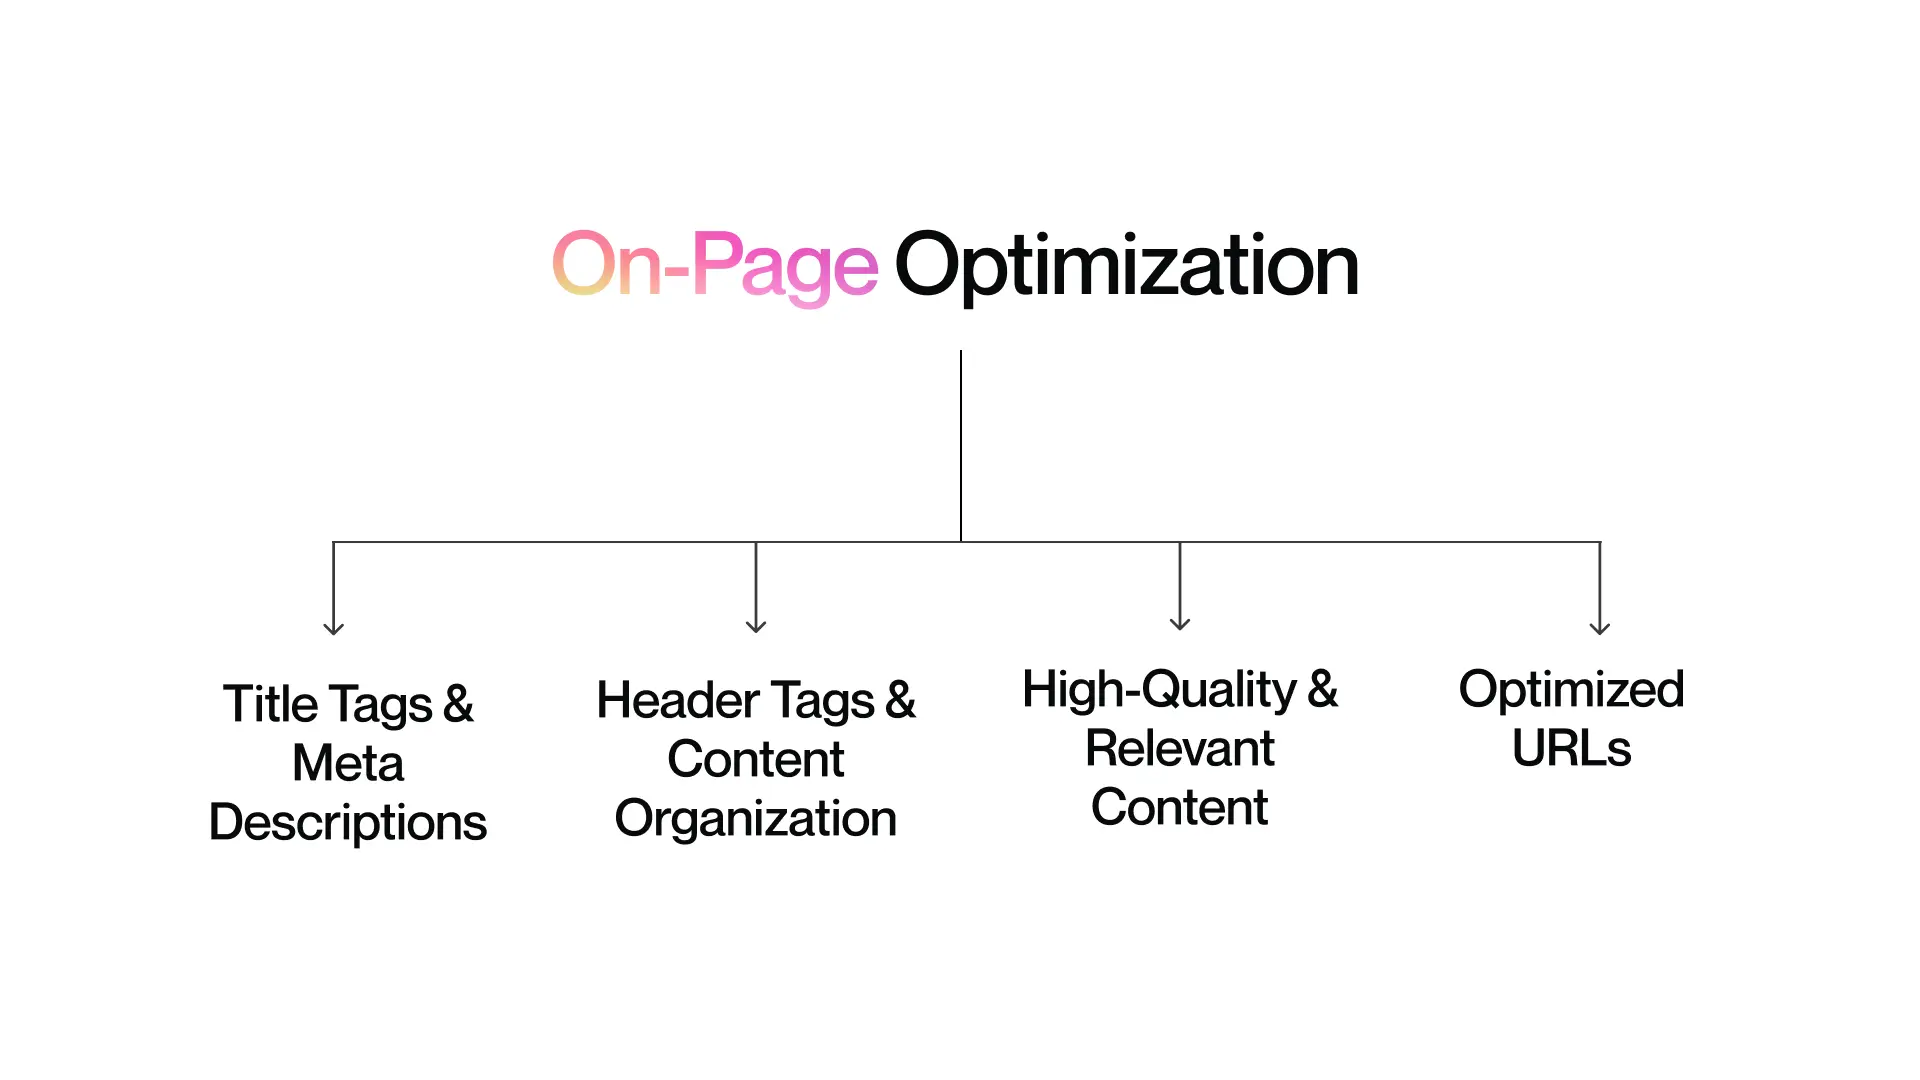 On-Page Optimization
Title Tags &
Meta
Descriptions
Header Tags &
Content
Organization
High-Quality &
Relevant
Content
Optimized
URLs